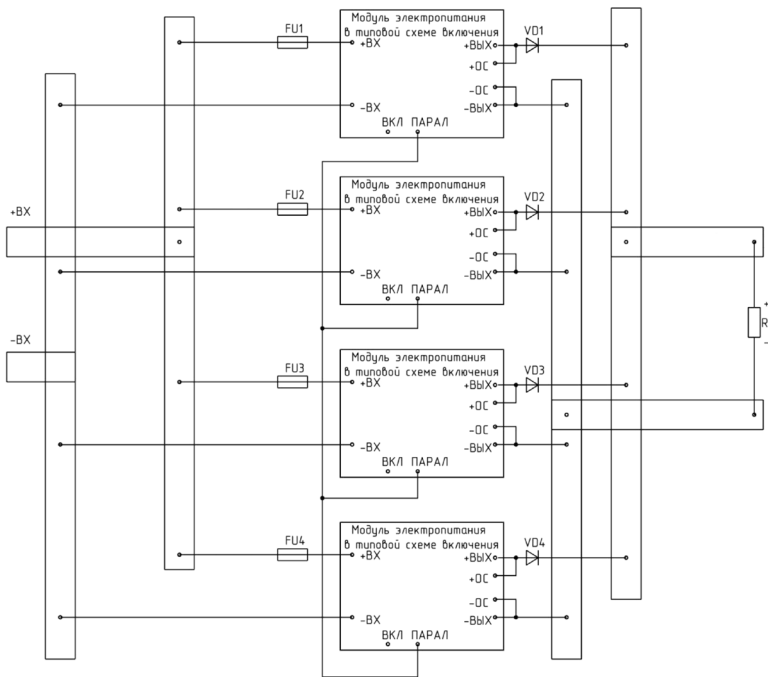 FU1
Модуль электропитания
в типовой схеме включения
+ВХ
+ВЫХ
+ОС
-ОС
-ВХ
-ВЫХ
ВКЛ ПАРАЛ
VD1
FU2
Модуль электропитания
в типовой схеме включения
+ВХ
+ВЫХ
+ОС
-ОС
-ВХ
-ВЫХ
ВКЛ ПАРАЛ
VD2
+ВХ
-ВХ
+
R
-
FU3
Модуль электропитания
в типовой схеме включения
+ВХ
+ВЫХ
+ОС
-ОС
-ВХ
-ВЫХ
ВКЛ ПАРАЛ
VD3
FU4
Модуль электропитания
в типовой схеме включения
+ВХ
+ВЫХ
+ОС
-ОС
-ВХ
-ВЫХ
ВКЛ ПАРАЛ
VD4